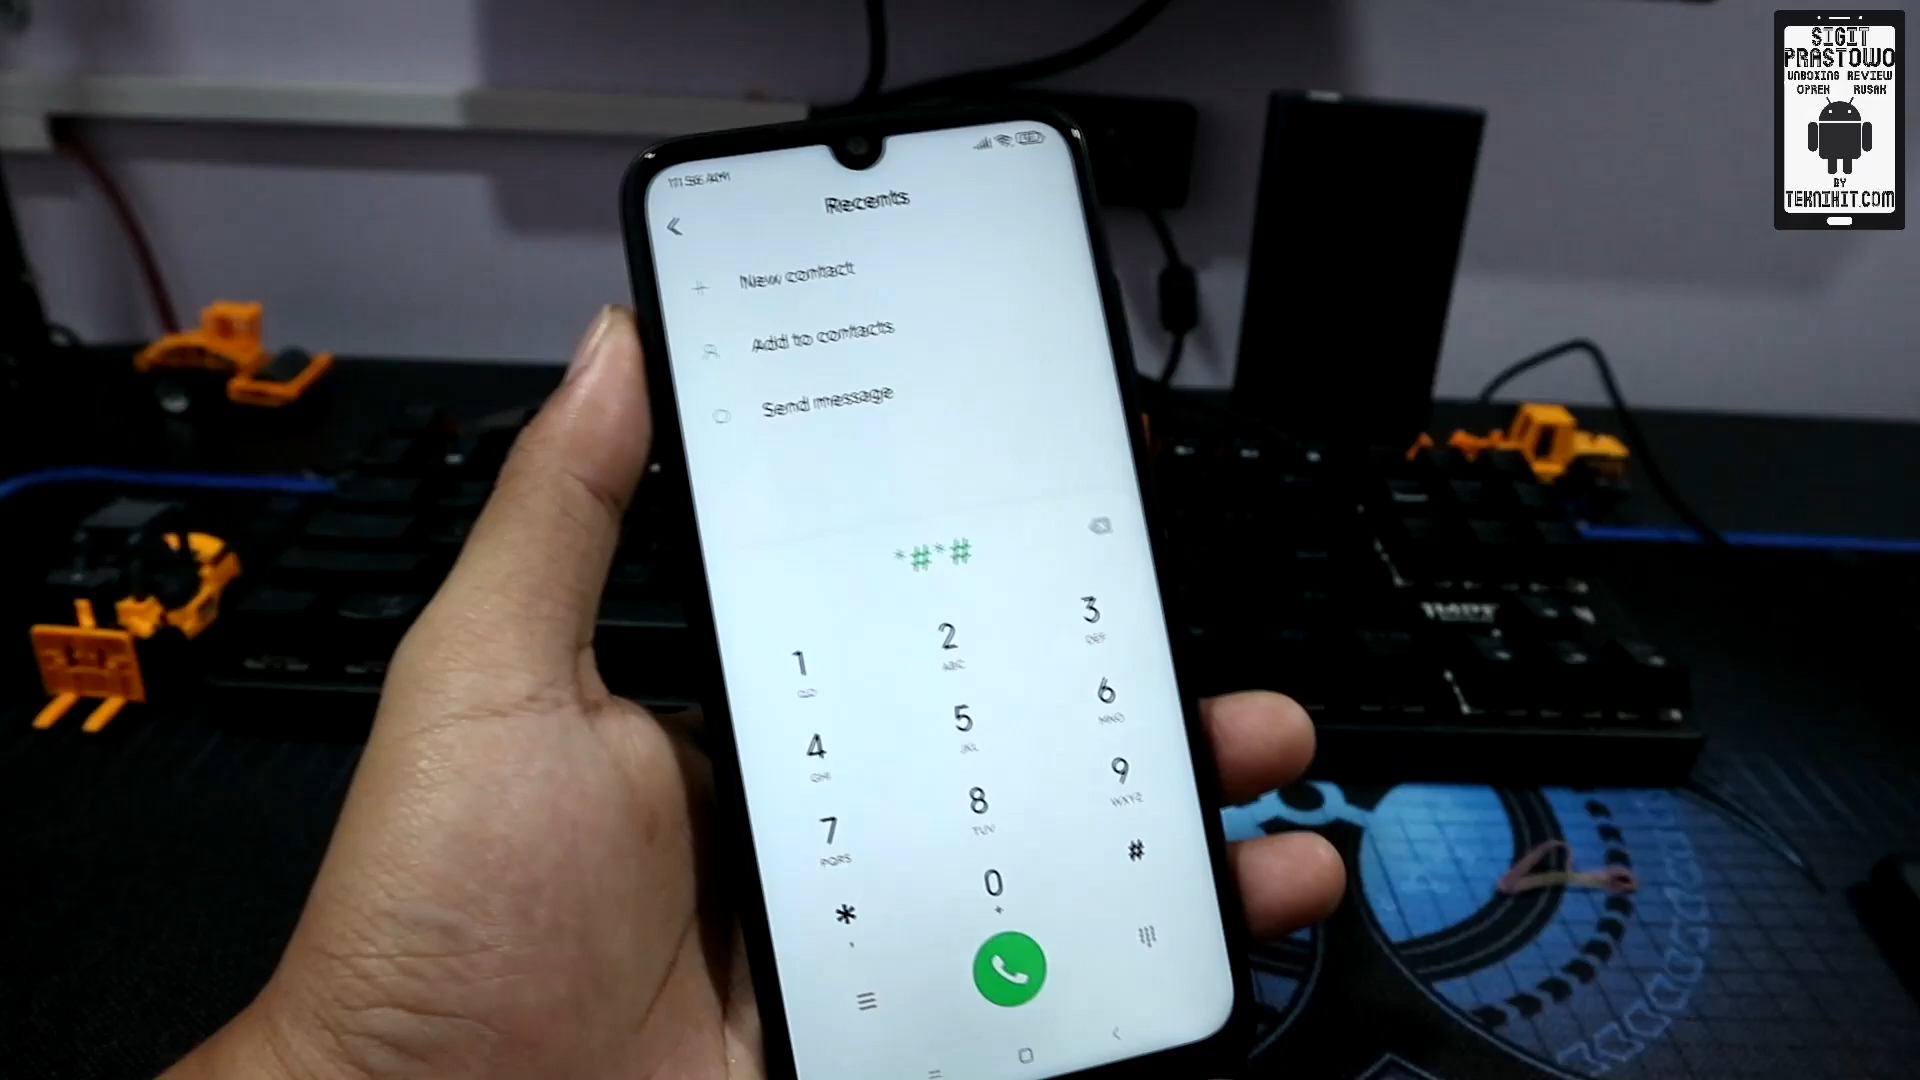 SIGIT
PRASTOWO
UNBOXING REVIEW
OPREK RUSAK
BY
TEKNIKIT.COM
Recents
New contact
Add to contacts
Send message
*#*#
1
2
ABC
3
DEF
4
GHI
5
JKL
6
MNO
7
PQRS
8
TUV
9
WXYZ
*
,
0
+
#